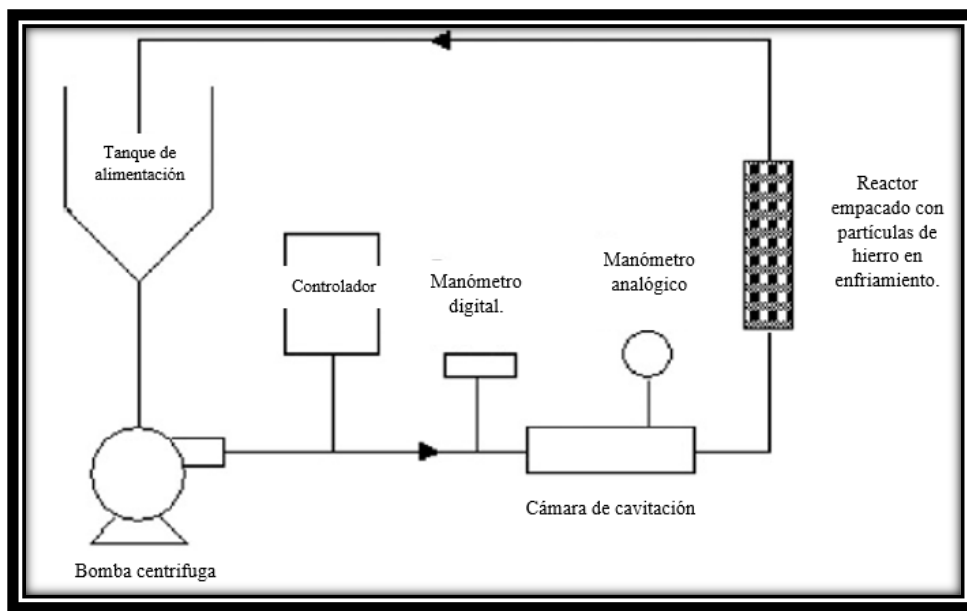 Tanque de
alimentación
Controlador
Manómetro
digital.
Manómetro
analógico
Reactor
empacado con
partículas de
hierro en
enfriamiento.
Cámara de cavitación
Bomba centrifuga